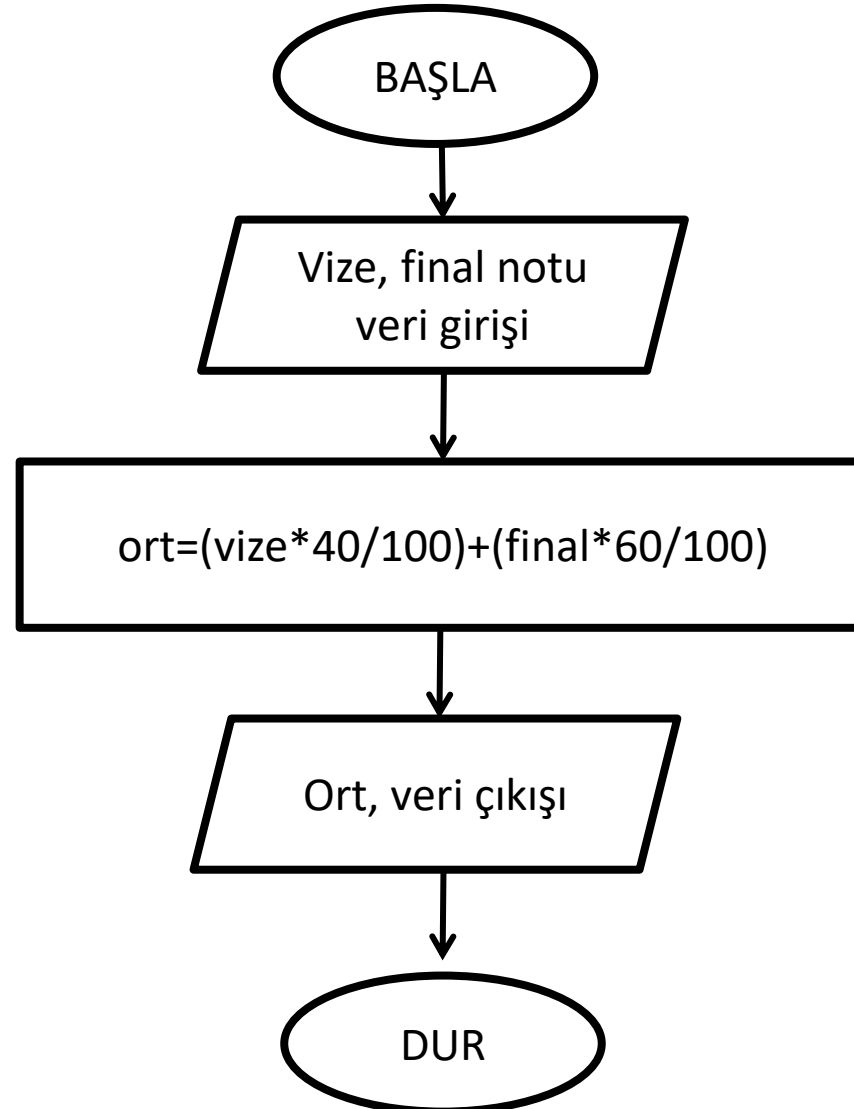 BAŞLA
Vize, final notu
veri girişi
ort=(vize*40/100)+(final*60/100)
Ort, veri çıkışı
DUR